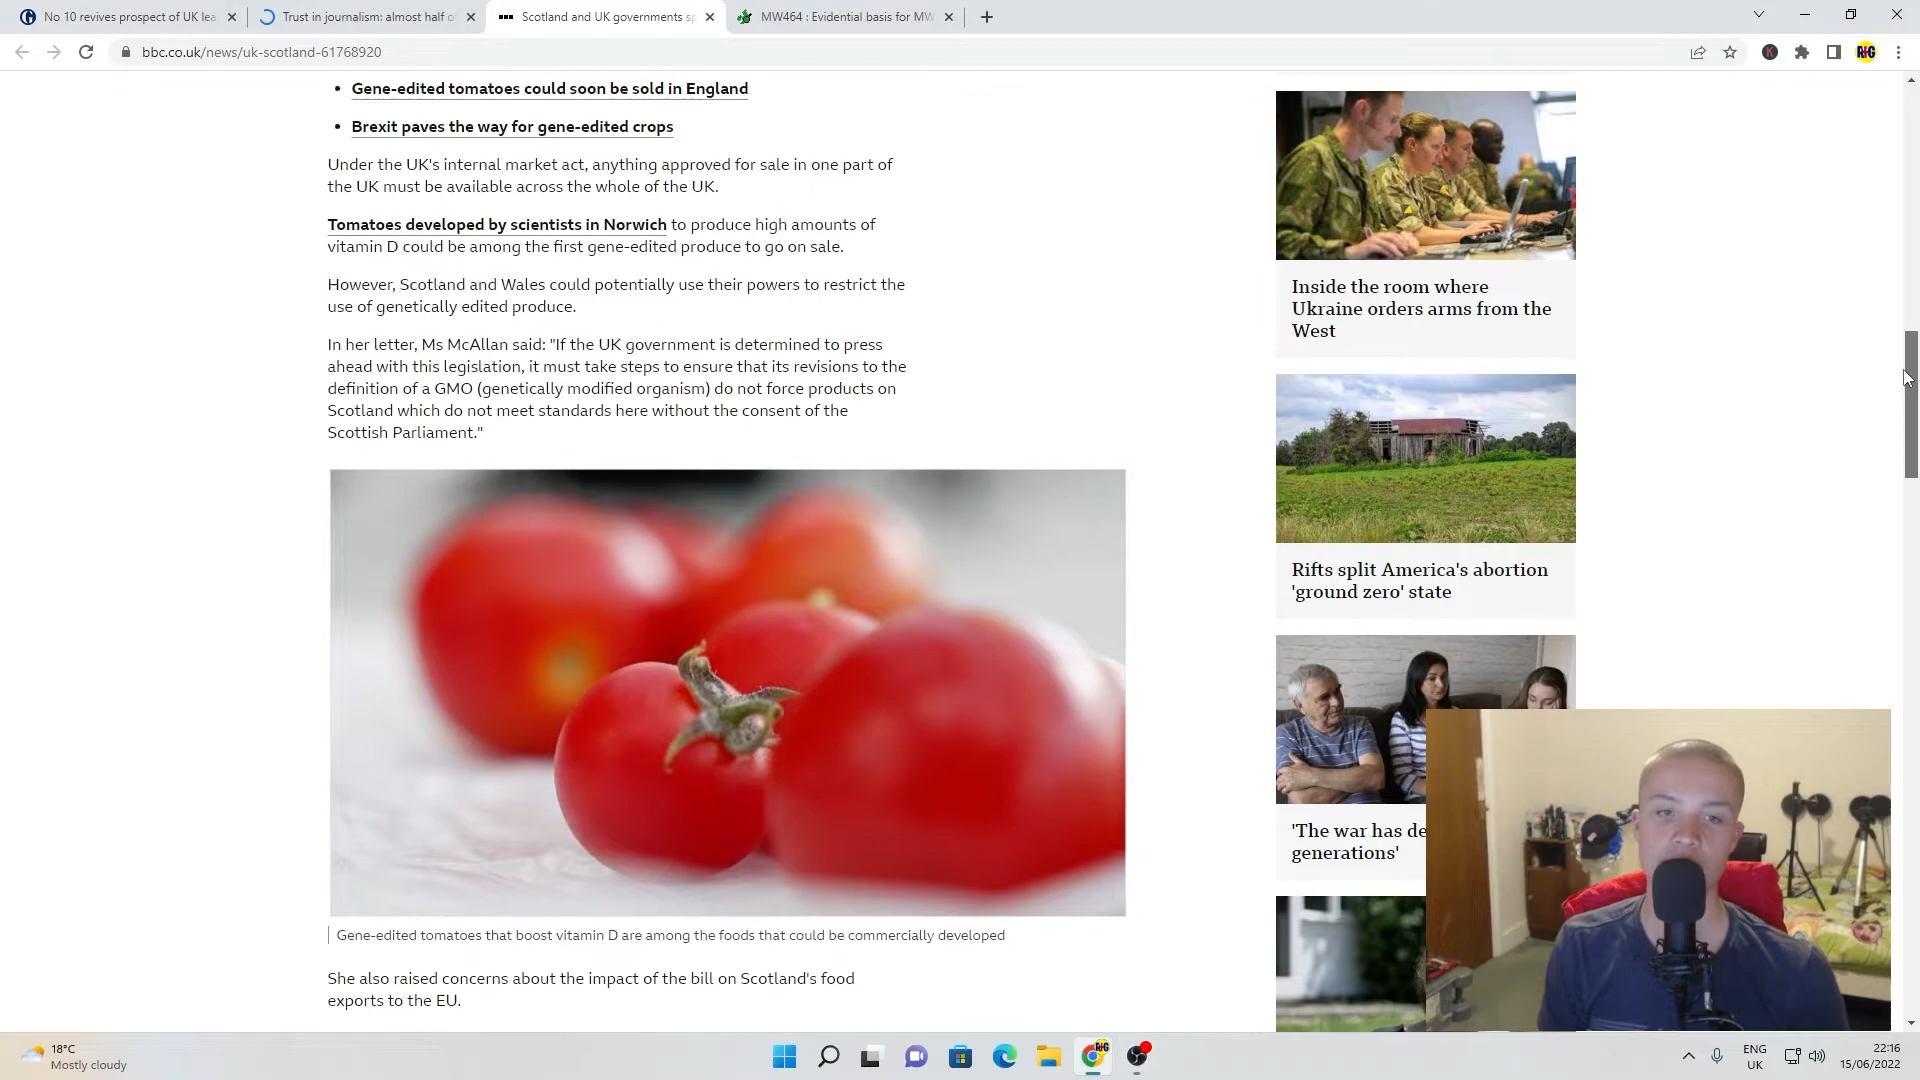 No 10 revives prospect of UK lea
Trust in journalism: almost half of
Scotland and UK governments sp
MW464 : Evidential basis for MW
bbc.co.uk/news/uk-scotland-61768920
K
RIG
Gene-edited tomatoes could soon be sold in England
Brexit paves the way for gene-edited crops
Under the UK's internal market act, anything approved for sale in one part of
the UK must be available across the whole of the UK.
Tomatoes developed by scientists in Norwich to produce high amounts of
vitamin D could be among the first gene-edited produce to go on sale.
However, Scotland and Wales could potentially use their powers to restrict the
use of genetically edited produce.
In her letter, Ms McAllan said: "If the UK government is determined to press
ahead with this legislation, it must take steps to ensure that its revisions to the
definition of a GMO (genetically modified organism) do not force products on
Scotland which do not meet standards here without the consent of the
Scottish Parliament."
Gene-edited tomatoes that boost vitamin D are among the foods that could be commercially developed
She also raised concerns about the impact of the bill on Scotland's food
exports to the EU.
Inside the room where
Ukraine orders arms from the
West
Rifts split America's abortion
'ground zero' state
'The war has de
generations'
18°C
Mostly cloudy
RIG
ENG
UK
22:16
15/06/2022